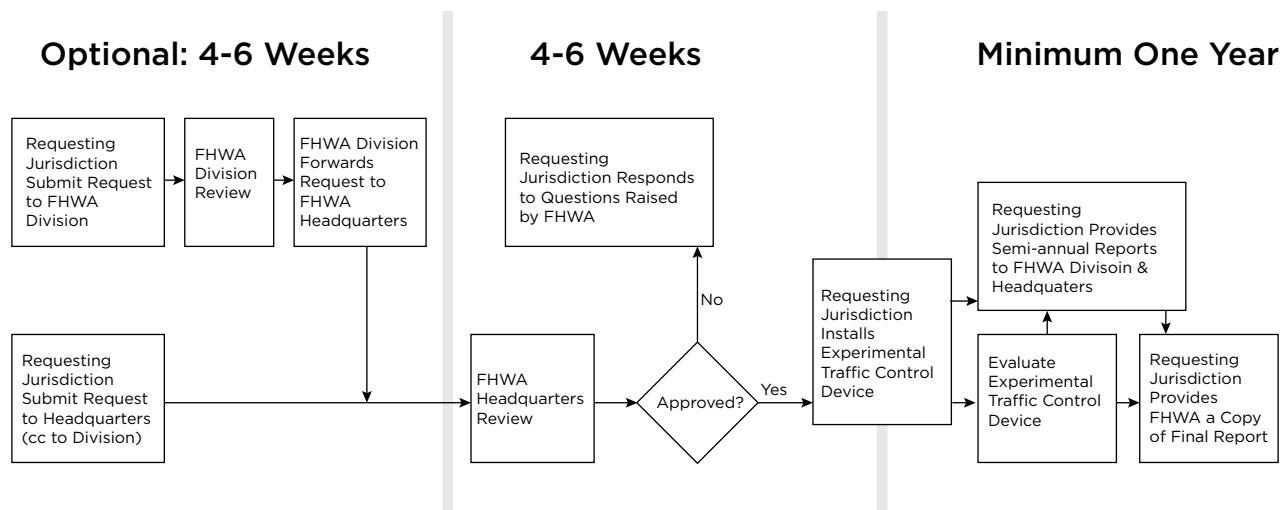 Optional: 4-6 Weeks
4-6 Weeks
Minimum One Year
Requesting
Jurisdiction
Submit Request
to FHWA
Division
FHWA
Division
Review
FHWA Division
Forwards
Request to
FHWA
Headquarters
Requesting
Jurisdiction Responds
to Questions Raised
by FHWA
Requesting
Jurisdiction Provides
Semi-annual Reports
to FHWA Divisoin &
Headquaters
No
Requesting
Jurisdiction
Submit Request
to Headquarters
(cc to Division)
FHWA
Headquarters
Review
Approved?
Yes
Requesting
Jurisdiction
Installs
Experimental
Traffic Control
Device
Evaluate
Experimental
Traffic Control
Device
Requesting
Jurisdiction
Provides
FHWA a Copy
of Final Report